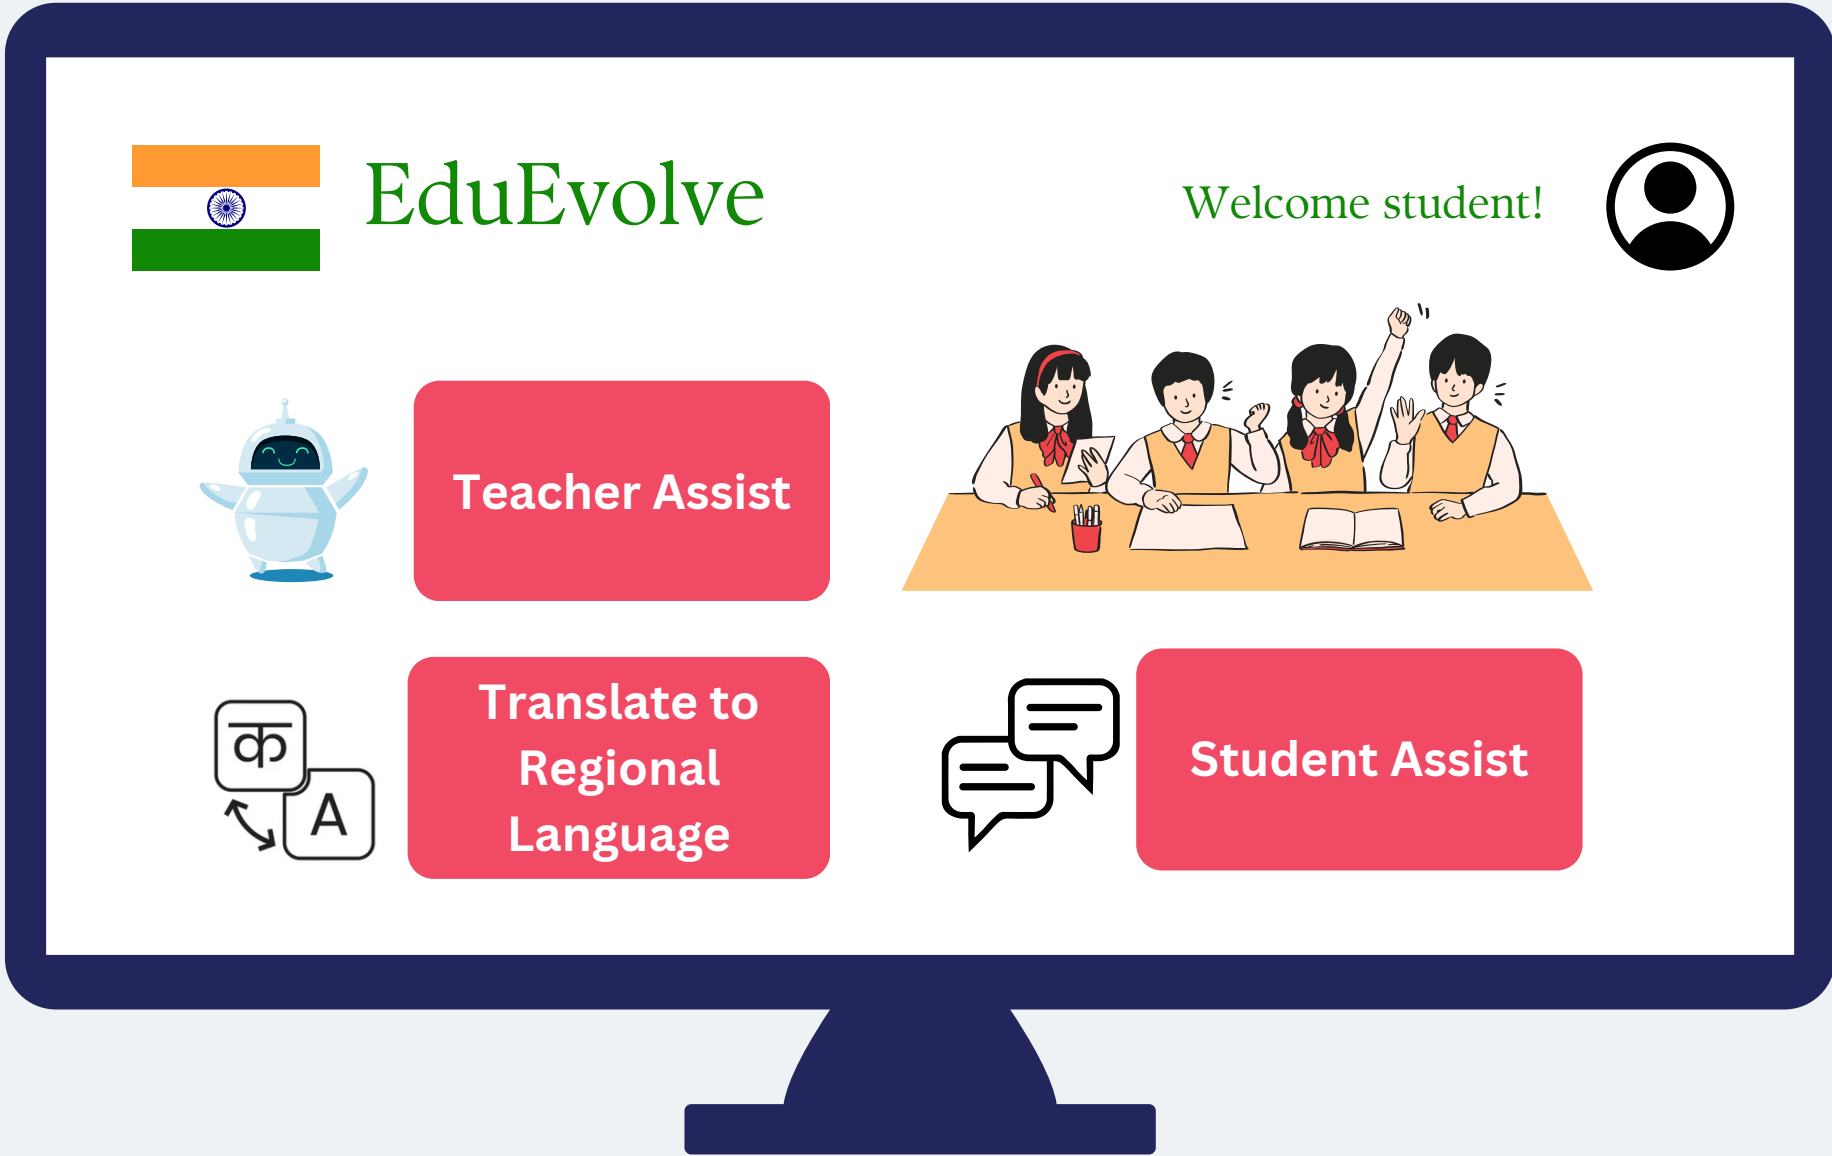 EduEvolve
Welcome student!
Teacher Assist
Translate to
Regional
Language
क
A
Student Assist